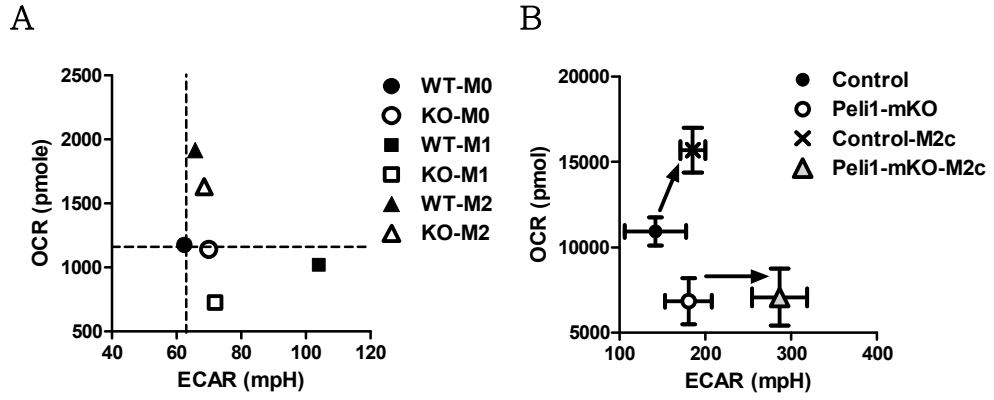 A
OCR (pmole)
2500
2000
1500
1000
500
40
60
80
100
120
ECAR (mpH)
WT-M0
KO-M0
WT-M1
KO-M1
WT-M2
KO-M2
B
OCR (pmol)
20000
15000
10000
5000
100
200
300
400
ECAR (mpH)
Control
Peli1-mKO
Control-M2c
Peli1-mKO-M2c